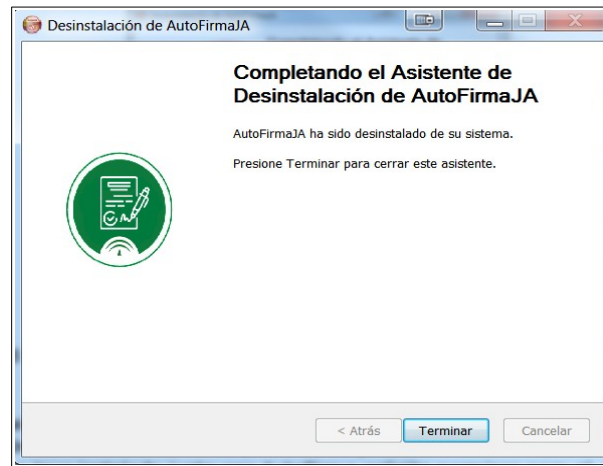 Desinstalación de AutoFirmaJA
Completando el Asistente de
Desinstalación de AutoFirmaJA
AutoFirmaJA ha sido desinstalado de su sistema.
Presione Terminar para cerrar este asistente.
< Atrás
Terminar
Cancelar